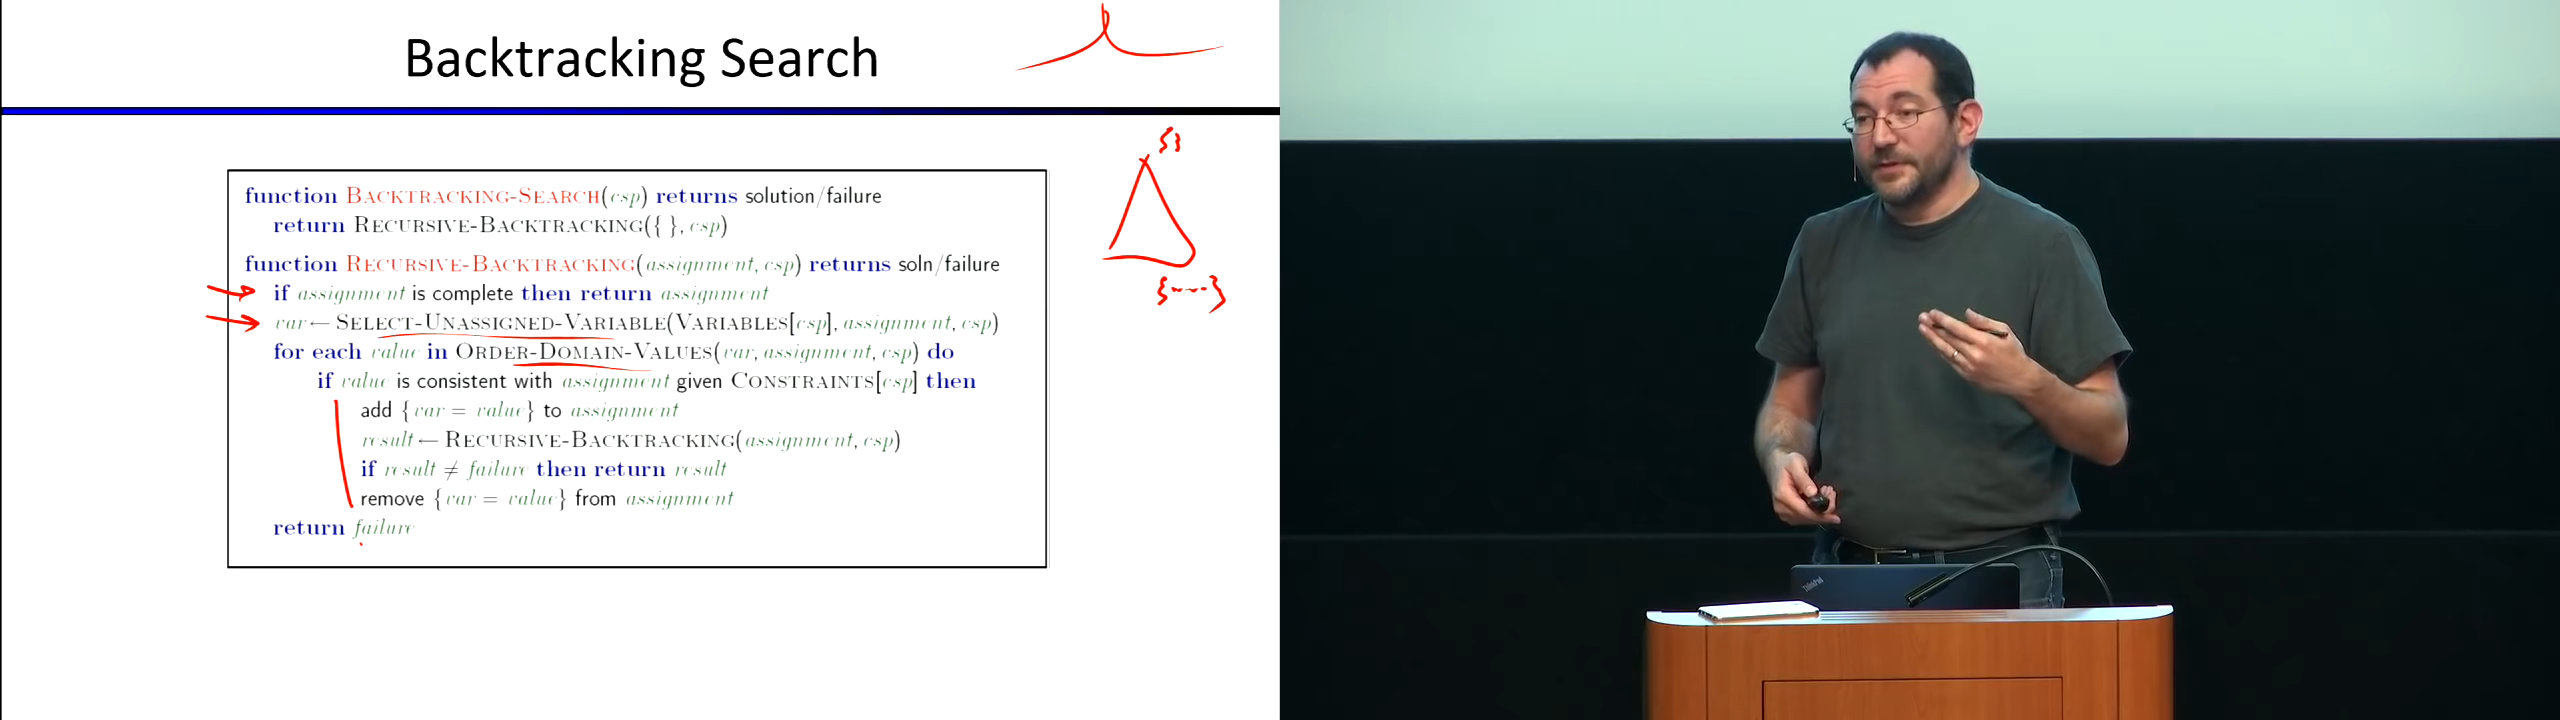 Backtracking Search
{}
function BACKTRACKING-SEARCH(csp) returns solution/failure
return RECURSIVE-BACKTRACKING({ }, csp)
function RECURSIVE-BACKTRACKING(assignment, csp) returns soln/failure
if assignment is complete then return assignment
{----}
var ← SELECT-UNASSIGNED-VARIABLE(VARIABLES[csp], assignment, csp)
for each value in ORDER-DOMAIN-VALUES(var, assignment, csp) do
if value is consistent with assignment given CONSTRAINTS[csp] then
add {var = value} to assignment
result ← RECURSIVE-BACKTRACKING(assignment, csp)
if result ≠ failure then return result
remove {var = value} from assignment
return failure
ThinkPad